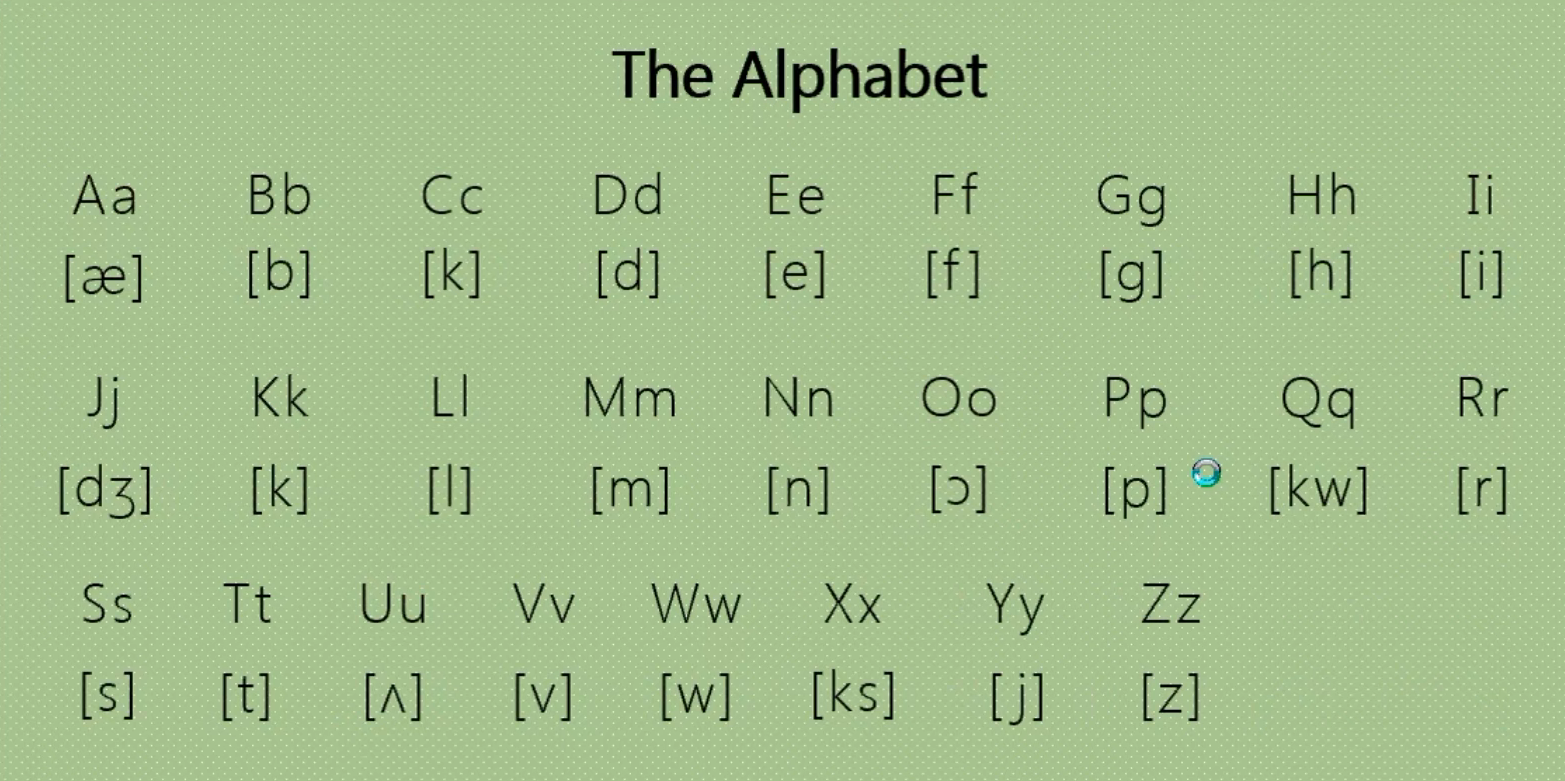 The Alphabet
Aa Bb Cc Dd Ee Ff Gg Hh Ii
[æ] [b] [k] [d] [e] [f] [g] [h] [i]
Jj Kk Ll Mm Nn Oo Pp Qq Rr
[dʒ] [k] [l] [m] [n] [ɔ] [p] [kw] [r]
Ss Tt Uu Vv Ww Xx Yy Zz
[s] [t] [ʌ] [v] [w] [ks] [j] [z]